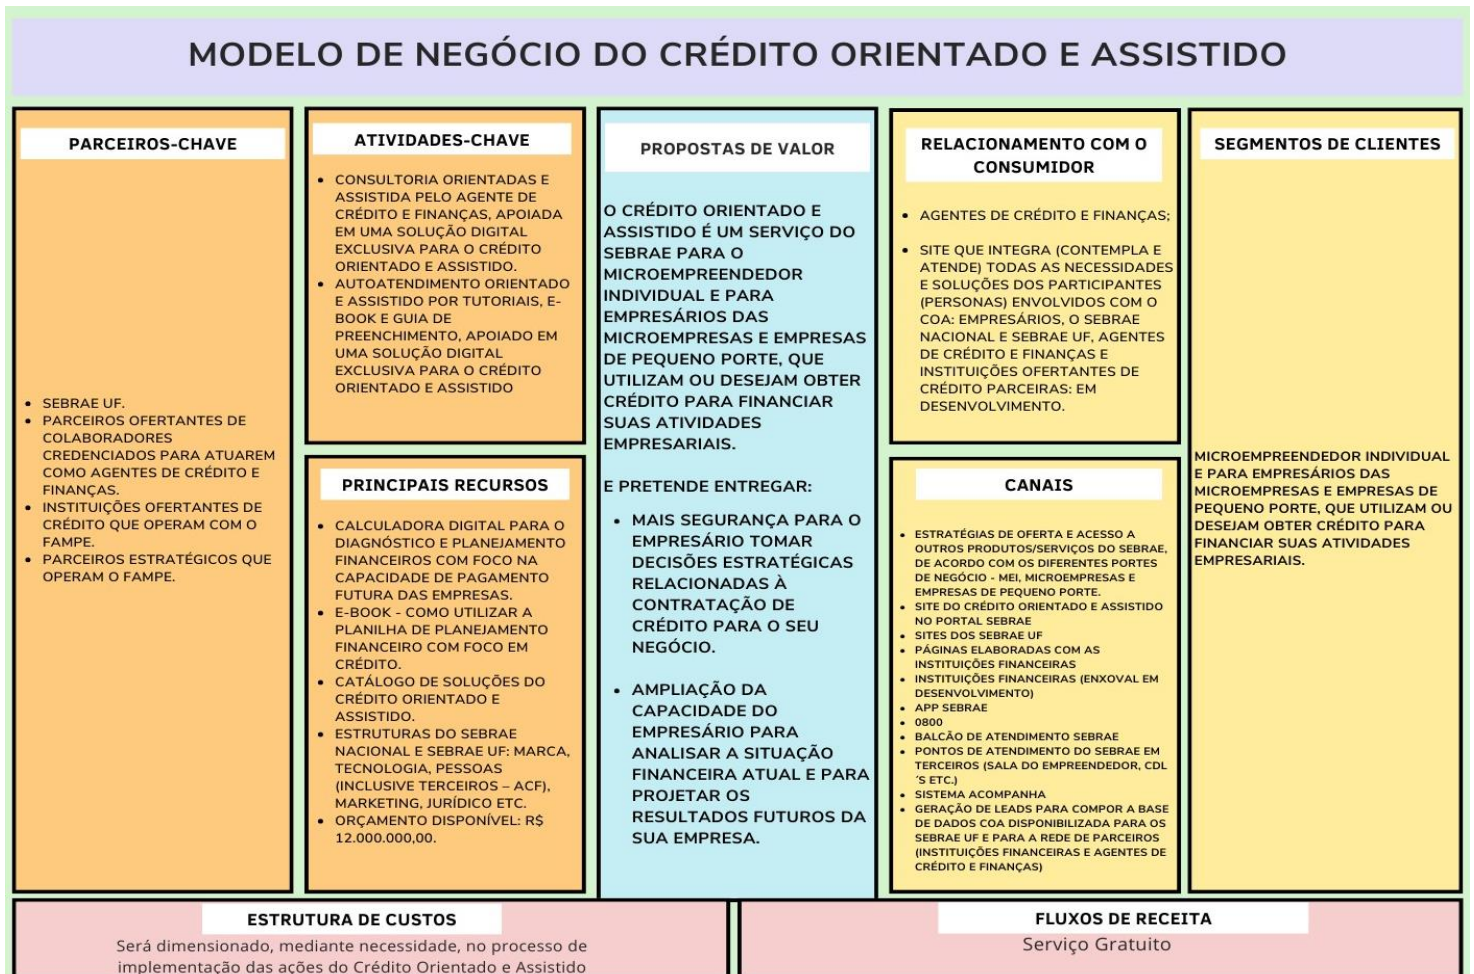 MODELO DE NEGÓCIO DO CRÉDITO ORIENTADO E ASSISTIDO
PARCEIROS-CHAVE
SEBRAE UF.
PARCEIROS OFERTANTES DE
COLABORADORES
CREDENCIADOS PARA ATUAREM
COMO AGENTES DE CRÉDITO E
FINANÇAS.
INSTITUIÇÕES OFERTANTES DE
CRÉDITO QUE OPERAM COM O
FAMPE.
PARCEIROS ESTRATÉGICOS QUE
OPERAM O FAMPE.
ATIVIDADES-CHAVE
CONSULTORIA ORIENTADAS E
ASSISTIDA PELO AGENTE DE
CRÉDITO E FINANÇAS, APOIADA
EM UMA SOLUÇÃO DIGITAL
EXCLUSIVA PARA O CRÉDITO
ORIENTADO E ASSISTIDO.
AUTOATENDIMENTO ORIENTADO
E ASSISTIDO POR TUTORIAIS, E-
BOOK E GUIA DE
PREENCHIMENTO, APOIADO EM
UMA SOLUÇÃO DIGITAL
EXCLUSIVA PARA O CRÉDITO
ORIENTADO E ASSISTIDO
PRINCIPAIS RECURSOS
CALCULADORA DIGITAL PARA O
DIAGNÓSTICO E PLANEJAMENTO
FINANCEIROS COM FOCO NA
CAPACIDADE DE PAGAMENTO
FUTURA DAS EMPRESAS.
E-BOOK - COMO UTILIZAR A
PLANILHA DE PLANEJAMENTO
FINANCEIRO COM FOCO EM
CRÉDITO.
CATÁLOGO DE SOLUÇÕES DO
CRÉDITO ORIENTADO E
ASSISTIDO.
ESTRUTURAS DO SEBRAE
NACIONAL E SEBRAE UF: MARCA,
TECNOLOGIA, PESSOAS
(INCLUSIVE TERCEIROS – ACF),
MARKETING, JURÍDICO ETC.
ORÇAMENTO DISPONÍVEL: R$
12.000.000,00.
PROPOSTAS DE VALOR
O CRÉDITO ORIENTADO E
ASSISTIDO É UM SERVIÇO DO
SEBRAE PARA O
MICROEMPREENDEDOR
INDIVIDUAL E PARA
EMPRESÁRIOS DAS
MICROEMPRESAS E EMPRESAS
DE PEQUENO PORTE, QUE
UTILIZAM OU DESEJAM OBTER
CRÉDITO PARA FINANCIAR
SUAS ATIVIDADES
EMPRESARIAIS.
E PRETENDE ENTREGAR:
MAIS SEGURANÇA PARA O
EMPRESÁRIO TOMAR
DECISÕES ESTRATÉGICAS
RELACIONADAS À
CONTRATAÇÃO DE
CRÉDITO PARA O SEU
NEGÓCIO.
AMPLIAÇÃO DA
CAPACIDADE DO
EMPRESÁRIO PARA
ANALISAR A SITUAÇÃO
FINANCEIRA ATUAL E PARA
PROJETAR OS
RESULTADOS FUTUROS DA
SUA EMPRESA.
RELACIONAMENTO COM O
CONSUMIDOR
AGENTES DE CRÉDITO E FINANÇAS;
SITE QUE INTEGRA (CONTEMPLA E
ATENDE) TODAS AS NECESSIDADES
E SOLUÇÕES DOS PARTICIPANTES
(PERSONAS) ENVOLVIDOS COM O
COA: EMPRESÁRIOS, O SEBRAE
NACIONAL E SEBRAE UF, AGENTES
DE CRÉDITO E FINANÇAS E
INSTITUIÇÕES OFERTANTES DE
CRÉDITO PARCEIRAS: EM
DESENVOLVIMENTO.
CANAIS
ESTRATÉGIAS DE OFERTA E ACESSO A
OUTROS PRODUTOS/SERVIÇOS DO SEBRAE,
DE ACORDO COM OS DIFERENTES PORTES
DE NEGÓCIO - MEI, MICROEMPRESAS E
EMPRESAS DE PEQUENO PORTE.
SITE DO CRÉDITO ORIENTADO E ASSISTIDO
NO PORTAL SEBRAE
SITES DOS SEBRAE UF
PÁGINAS ELABORADAS COM AS
INSTITUIÇÕES FINANCEIRAS
INSTITUIÇÕES FINANCEIRAS (ENXOVAL EM
DESENVOLVIMENTO)
APP SEBRAE
0800
BALCÃO DE ATENDIMENTO SEBRAE
PONTOS DE ATENDIMENTO DO SEBRAE EM
TERCEIROS (SALA DO EMPREENDEDOR, CDL
´S ETC.)
SISTEMA ACOMPANHA
GERAÇÃO DE LEADS PARA COMPOR A BASE
DE DADOS COA DISPONIBILIZADA PARA OS
SEBRAE UF E PARA A REDE DE PARCEIROS
(INSTITUIÇÕES FINANCEIRAS E AGENTES DE
CRÉDITO E FINANÇAS)
SEGMENTOS DE CLIENTES
MICROEMPREENDEDOR INDIVIDUAL
E PARA EMPRESÁRIOS DAS
MICROEMPRESAS E EMPRESAS DE
PEQUENO PORTE, QUE UTILIZAM OU
DESEJAM OBTER CRÉDITO PARA
FINANCIAR SUAS ATIVIDADES
EMPRESARIAIS.
ESTRUTURA DE CUSTOS
Será dimensionado, mediante necessidade, no processo de
implementação das ações do Crédito Orientado e Assistido
FLUXOS DE RECEITA
Serviço Gratuito